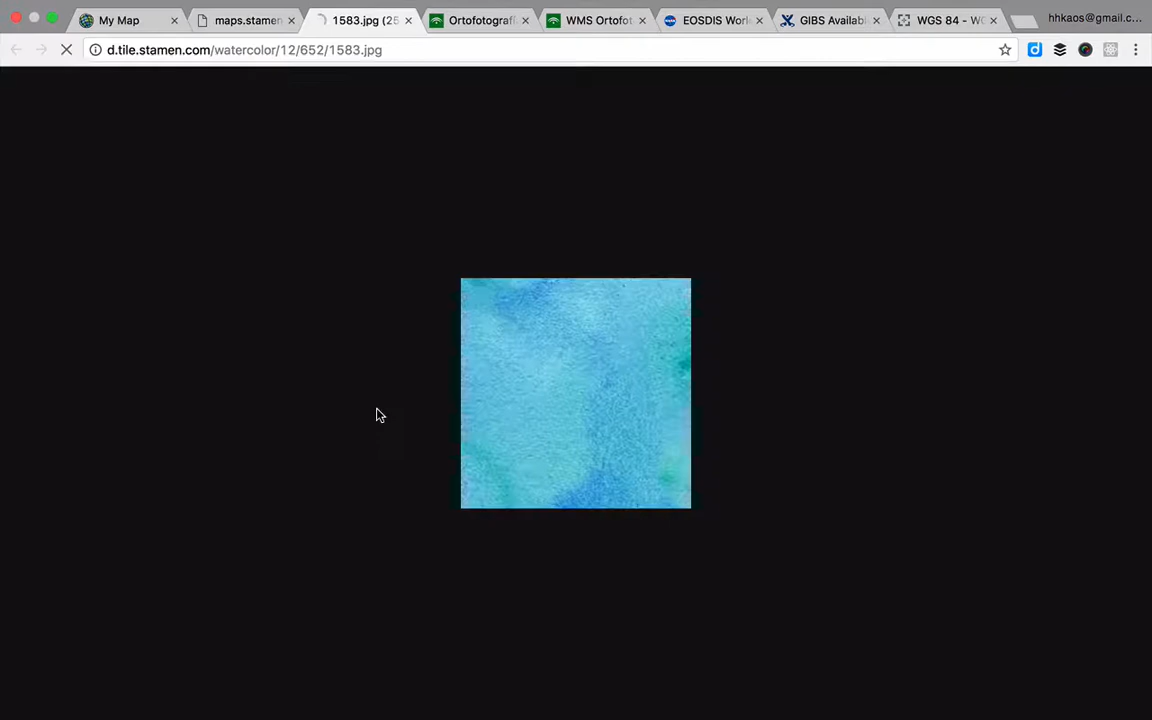 My Map
maps.stamen
1583.jpg (25
Ortofotografí
WMS Ortofot
EOSDIS Worl
GIBS Availabl
WGS 84 - WG
hhkaos@gmail.c...
d.tile.stamen.com/watercolor/12/652/1583.jpg